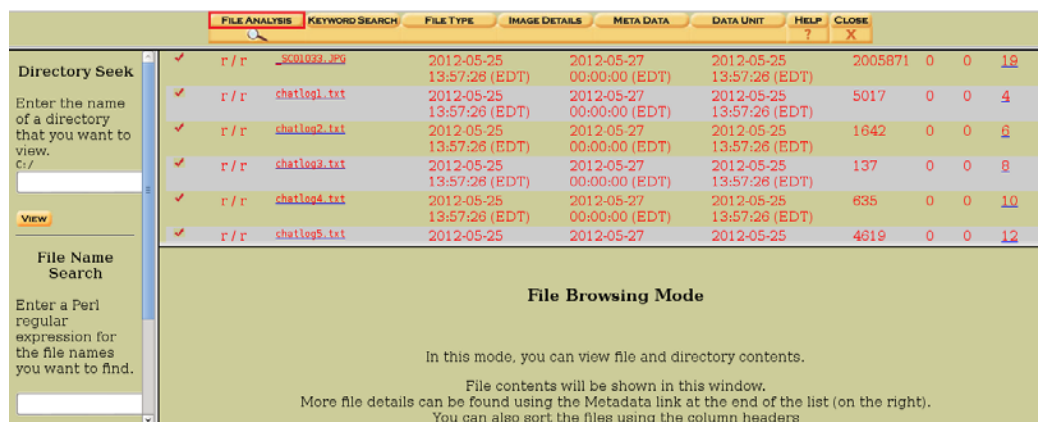 FILE ANALYSIS KEYWORD SEARCH FILE TYPE IMAGE DETAILS META DATA DATA UNIT HELP CLOSE
? X
Directory Seek
Enter the name
of a directory
that you want to
view.
C:/
VIEW
File Name
Search
Enter a Perl
regular
expression for
the file names
you want to find.
r / r _SC01033.JPG 2012-05-25 13:57:26 (EDT) 2012-05-27 00:00:00 (EDT) 2012-05-25 13:57:26 (EDT) 2005871 0 0 19
r / r chatlog1.txt 2012-05-25 13:57:26 (EDT) 2012-05-27 00:00:00 (EDT) 2012-05-25 13:57:26 (EDT) 5017 0 0 4
r / r chatlog2.txt 2012-05-25 13:57:26 (EDT) 2012-05-27 00:00:00 (EDT) 2012-05-25 13:57:26 (EDT) 1642 0 0 6
r / r chatlog3.txt 2012-05-25 13:57:26 (EDT) 2012-05-27 00:00:00 (EDT) 2012-05-25 13:57:26 (EDT) 137 0 0 8
r / r chatlog4.txt 2012-05-25 13:57:26 (EDT) 2012-05-27 00:00:00 (EDT) 2012-05-25 13:57:26 (EDT) 635 0 0 10
r / r chatlog5.txt 2012-05-25 2012-05-27 2012-05-25 4619 0 0 12
File Browsing Mode
In this mode, you can view file and directory contents.
File contents will be shown in this window.
More file details can be found using the Metadata link at the end of the list (on the right).
You can also sort the files using the column headers